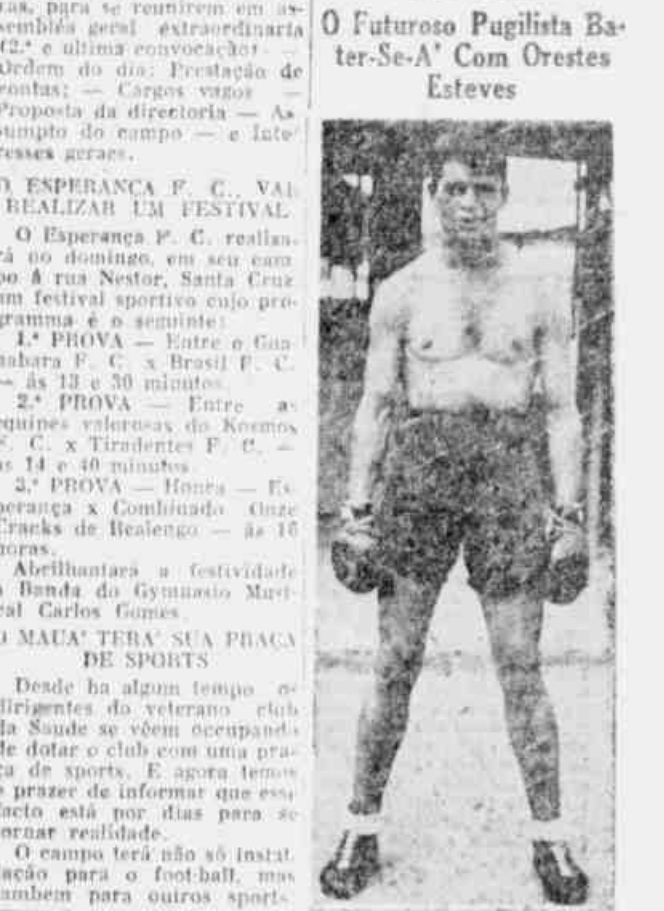 ras, para se reunirem em as-
sembléa geral extraordinaria
(2.ª e ultima convocação) —
Ordem do dia: Prestação de
contas; — Cargos vagos —
Proposta da directoria — As
sumpto do campo — e Inte
resses geraes.
O ESPERANÇA F. C., VAI
REALIZAR UM FESTIVAL
O Esperança F. C. realisa-
rá no domingo, em seu cam
po á rua Nestor, Santa Cruz
um festival sportivo cujo pro-
gramma é o seguinte:
1.ª PROVA — Entre o Gua
nabara F. C. x Brasil F. C.
— ás 13 e 30 minutos.
2.ª PROVA — Entre as
equipes valorosas do Kosmos
F. C. x Tiradentes F. C. —
ás 14 e 40 minutos
3.ª PROVA — Honra — Es
perança x Combinado Onze
Cracks de Realengo — ás 16
horas.
Abrilhantará a festividade
a Banda do Gymnasio Musi-
cal Carlos Gomes
O MAUA' TERA' SUA PRAÇA
DE SPORTS
Desde ha algum tempo os
dirigentes do veterano club
da Saude se vêem occupando
de dotar o club com uma pra-
ça de sports. E agora temos
o prazer de informar que esse
facto está por dias para se
tornar realidade.
O campo terá não só instal
lação para o foot-ball, mas
tambem para outros sports
O Futuroso Pugilista Ba-
ter-Se-A' Com Orestes
Esteves